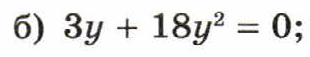 б) 3y + 18y² = 0;